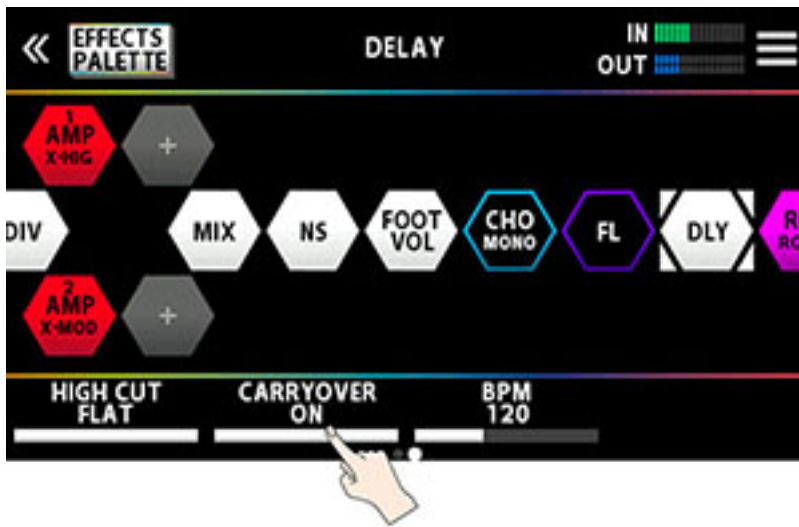 EFFECTS
PALETTE
DELAY
IN
OUT
1
AMP
X-HIG
+
DIV
MIX
NS
FOOT
VOL
CHO
MONO
FL
DLY
R
RO
2
AMP
X-MOD
+
HIGH CUT
FLAT
CARRYOVER
ON
BPM
120